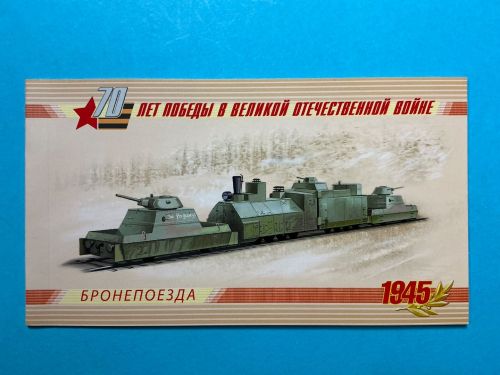 70 ЛЕТ ПОБЕДЫ В ВЕЛИКОЙ ОТЕЧЕСТВЕННОЙ ВОЙНЕ
БРОНЕПОЕЗДА
1945